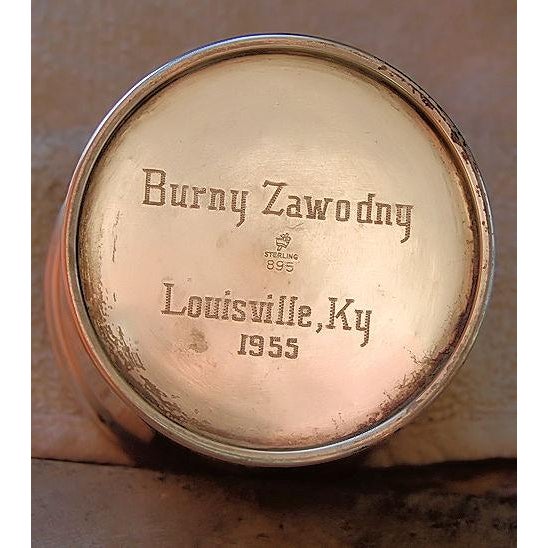 Burny Zawodny
STERLING
895
Louisville, Ky
1955